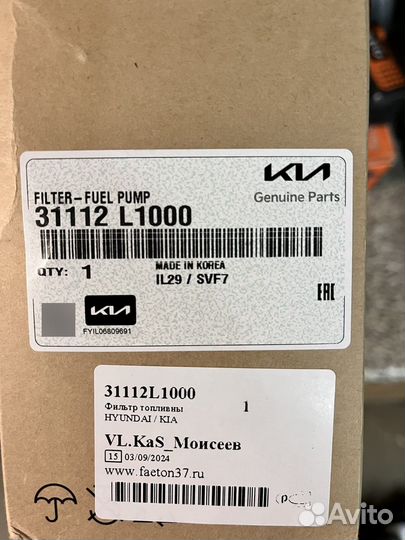 KIA
Genuine Parts
FILTER-FUEL PUMP
31112 L1000
QTY: 1
MADE IN KOREA
IL29 / SVF7
EAC
KIA
FYIL06809691
31112L1000
Фильтр топливны 1
HYUNDAI / KIA
VL.KaS_Моисеев
15 03/09/2024
www.faeton37.ru
Avito